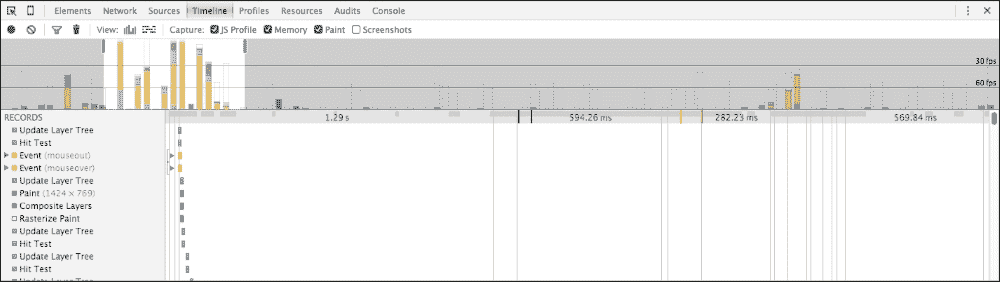 Elements Network Sources Timeline Profiles Resources Audits Console
View: Capture: JS Profile Memory Paint Screenshots
30 fps
60 fps
RECORDS 1.29 s 594.26 ms 282.23 ms 569.84 ms
Update Layer Tree
Hit Test
Event (mouseout)
Event (mouseover)
Update Layer Tree
Paint (1424 × 769)
Composite Layers
Rasterize Paint
Update Layer Tree
Hit Test
Update Layer Tree
Hit Test
Update Layer Tree